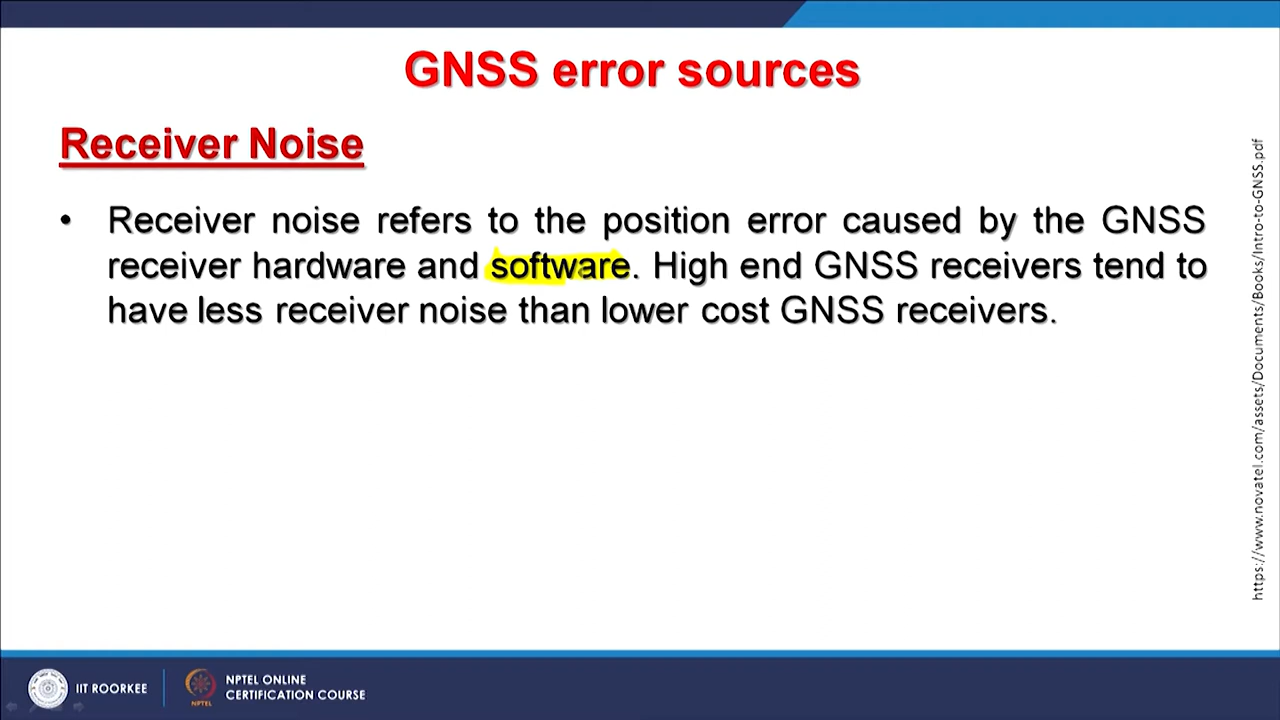 GNSS error sources
Receiver Noise
• Receiver noise refers to the position error caused by the GNSS
receiver hardware and software. High end GNSS receivers tend to
have less receiver noise than lower cost GNSS receivers.
https://www.novatel.com/assets/Documents/Books/Intro-to-GNSS.pdf
IIT ROORKEE
NPTEL
NPTEL ONLINE
CERTIFICATION COURSE